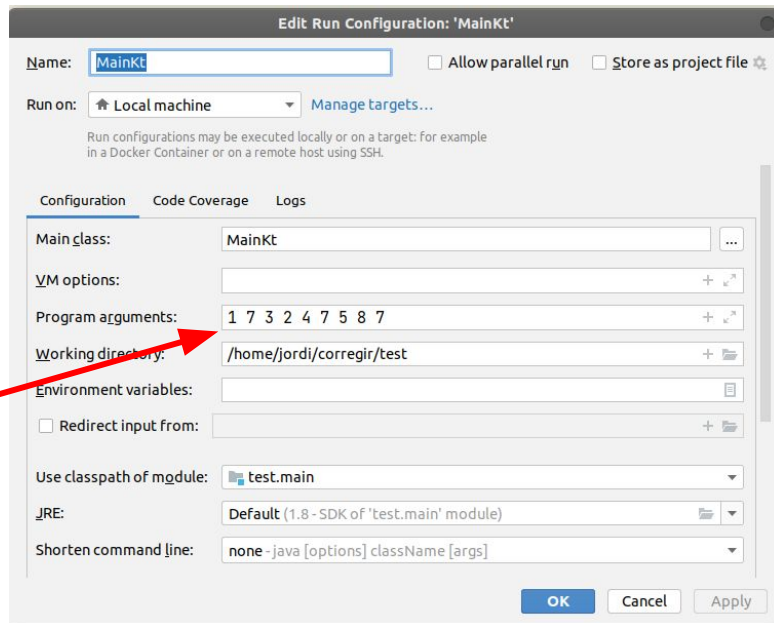 Edit Run Configuration: 'MainKt'
Name: MainKt Allow parallel run Store as project file
Run on: Local machine Manage targets...
Run configurations may be executed locally or on a target: for example
in a Docker Container or on a remote host using SSH.
Configuration Code Coverage Logs
Main class: MainKt ...
VM options:
Program arguments: 1 7 3 2 4 7 5 8 7
Working directory: /home/jordi/corregir/test
Environment variables:
Redirect input from:
Use classpath of module: test.main
JRE: Default (1.8 - SDK of 'test.main' module)
Shorten command line: none - java [options] className [args]
OK Cancel Apply